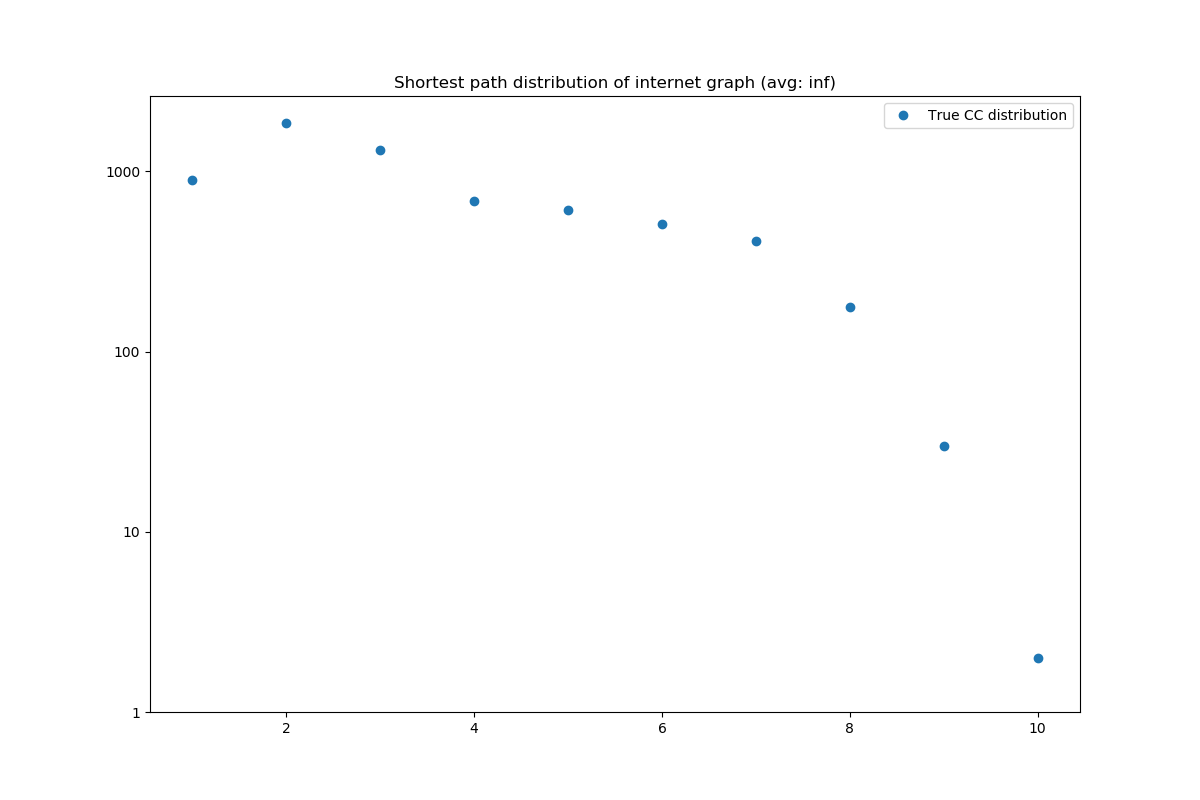 Shortest path distribution of internet graph (avg: inf)
True CC distribution
1000
100
10
1
2 4 6 8 10